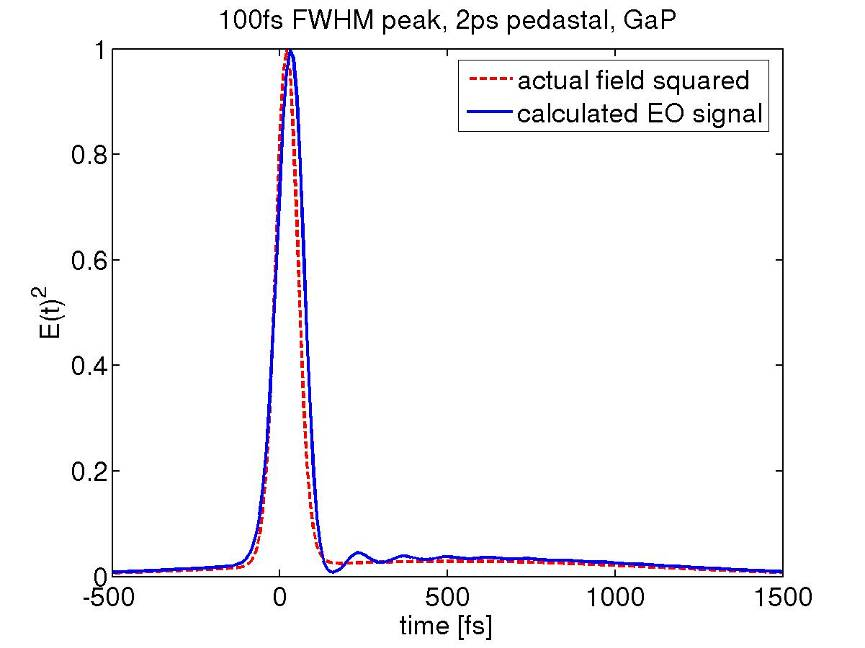 100fs FWHM peak, 2ps pedastal, GaP
1
actual field squared
calculated EO signal
0.8
0.6
E(t)2
0.4
0.2
0
-500
0
500
1000
1500
time [fs]